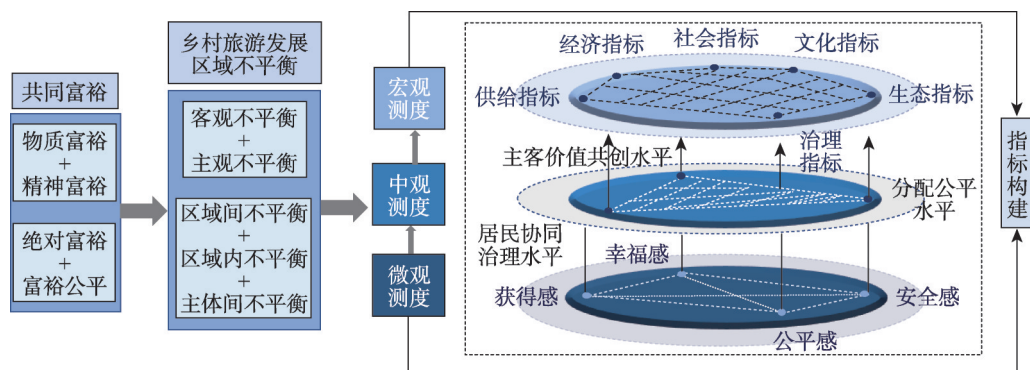 共同富裕
物质富裕
+
精神富裕
绝对富裕
+
富裕公平
乡村旅游发展
区域不平衡
客观不平衡
+
主观不平衡
区域间不平衡
+
区域内不平衡
+
主体间不平衡
宏观
测度
中观
测度
微观
测度
经济指标
社会指标
文化指标
供给指标
生态指标
治理
指标
主客价值共创水平
分配公平
水平
居民协同
治理水平
幸福感
获得感
安全感
公平感
指标构建